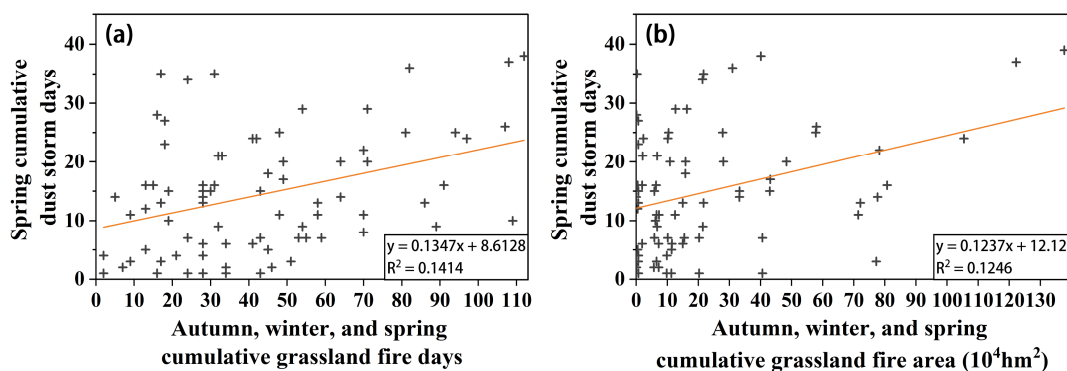 (a)
Spring cumulative
dust storm days
40
30
20
10
0
y = 0.1347x + 8.6128
R² = 0.1414
0 10 20 30 40 50 60 70 80 90 100 110
Autumn, winter, and spring
cumulative grassland fire days
(b)
Spring cumulative
dust storm days
40
30
20
10
0
y = 0.1237x + 12.12
R² = 0.1246
0 10 20 30 40 50 60 70 80 90 100110120 130
Autumn, winter, and spring
cumulative grassland fire area (10⁴hm²)